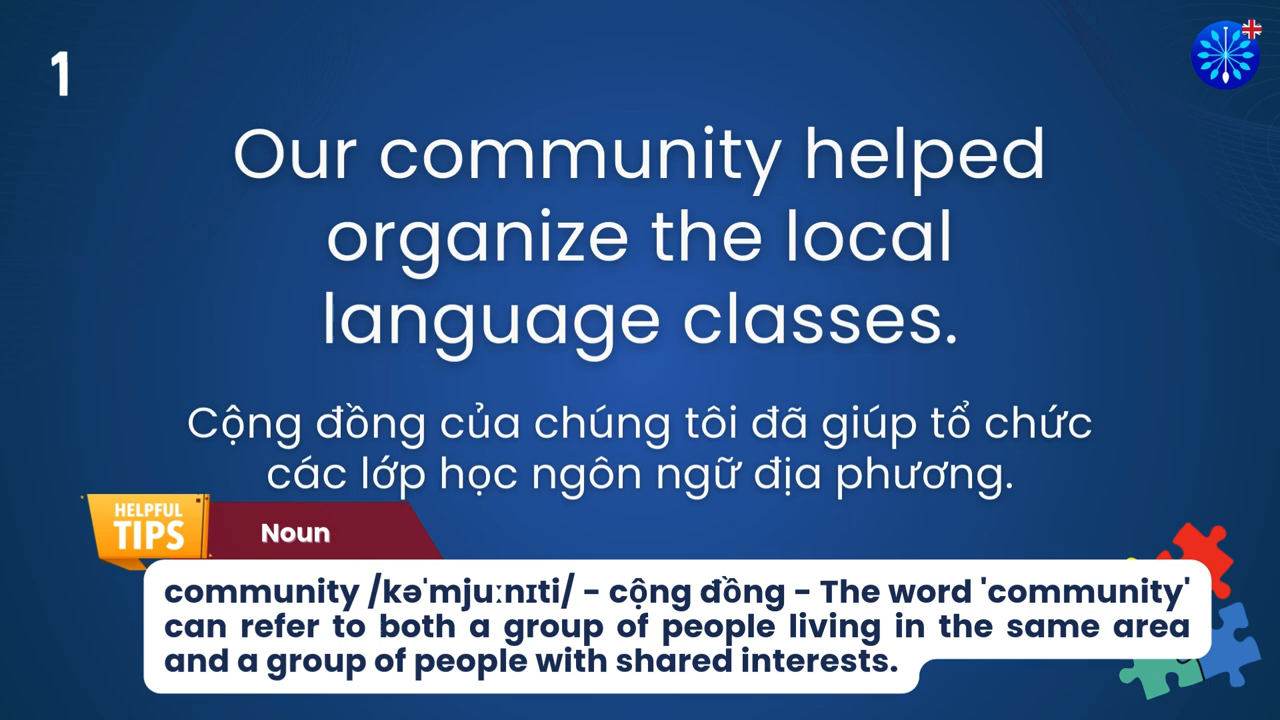 1
Our community helped
organize the local
language classes.
Cộng đồng của chúng tôi đã giúp tổ chức
các lớp học ngôn ngữ địa phương.
HELPFUL
TIPS
Noun
community /kəˈmjuːnɪti/ - cộng đồng - The word 'community'
can refer to both a group of people living in the same area
and a group of people with shared interests.